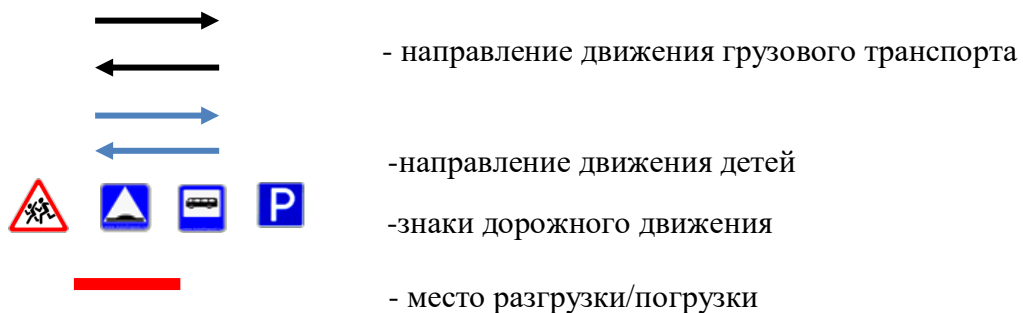 - направление движения грузового транспорта
-направление движения детей
P
-знаки дорожного движения
- место разгрузки/погрузки